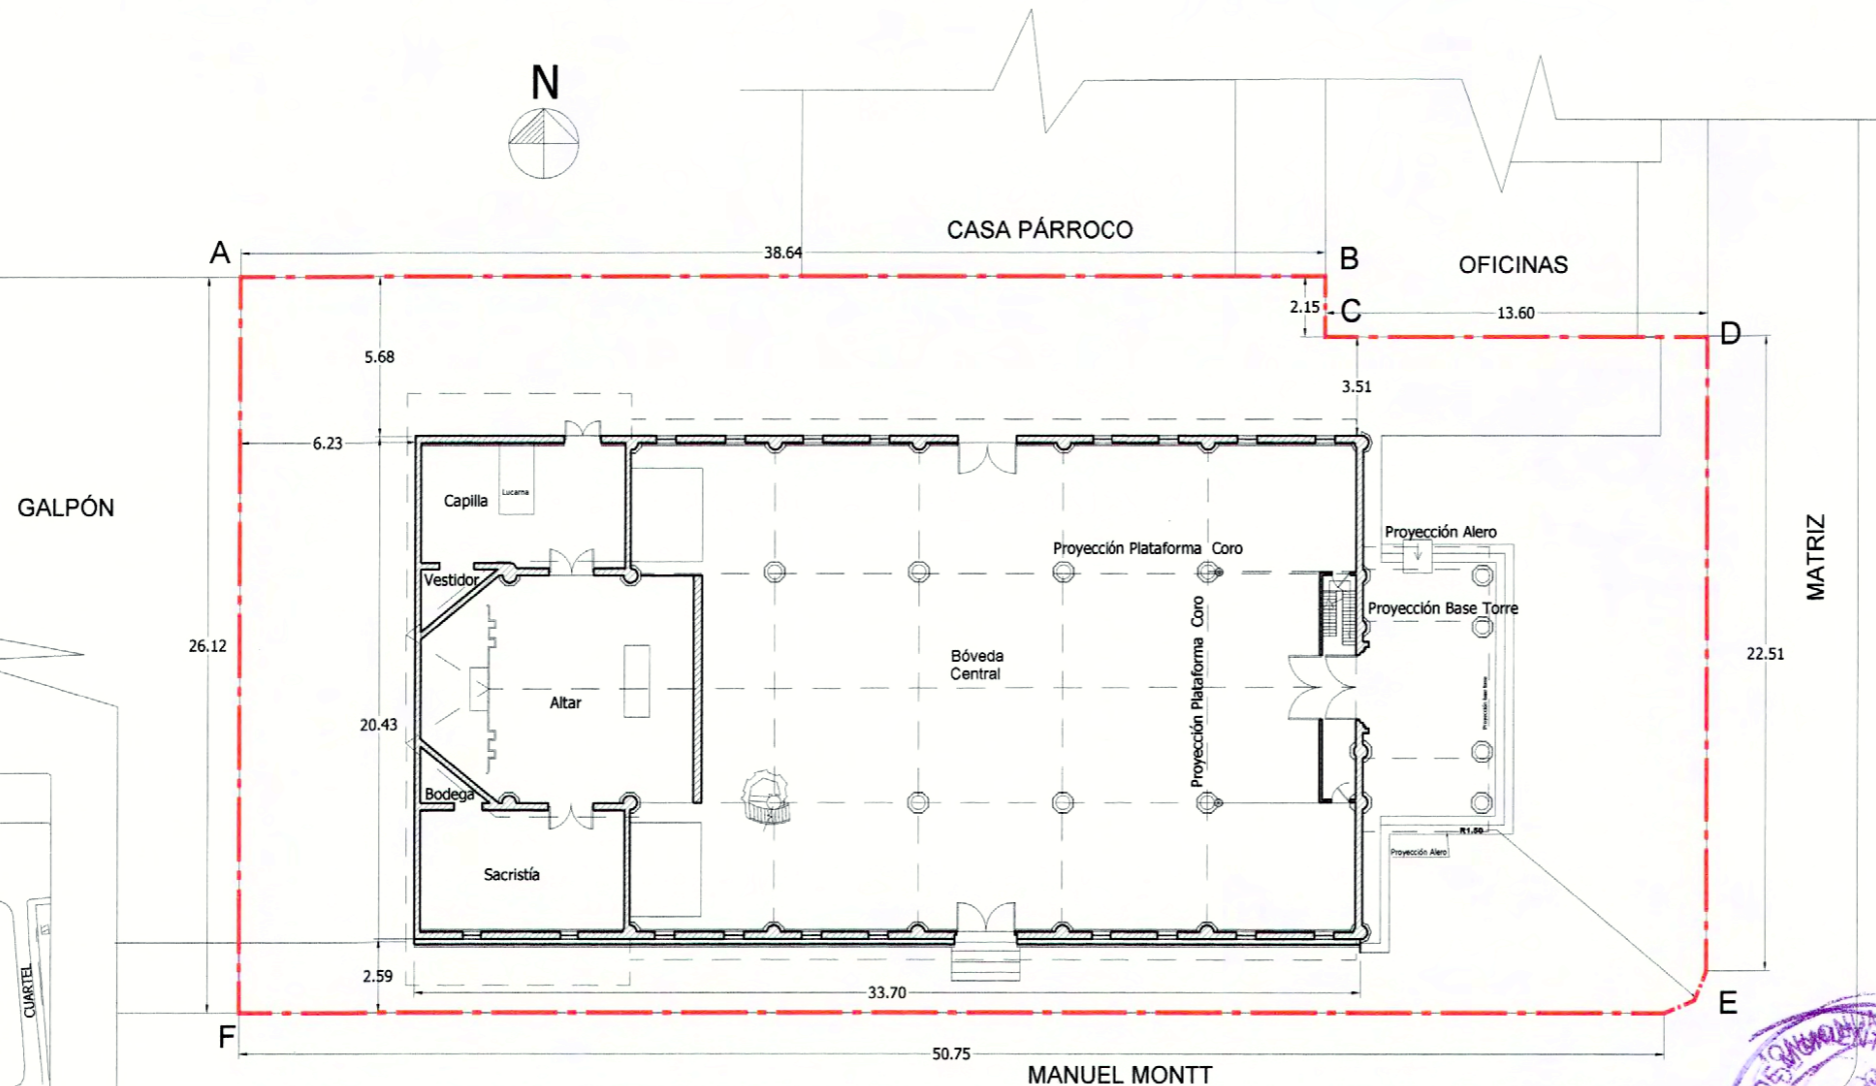 N
CASA PÁRROCO
A
38.64
B
OFICINAS
2.15
C
13.60
D
5.68
3.51
6.23
GALPÓN
Capilla
Lucarna
Proyección Alero
Proyección Plataforma Coro
MATRIZ
Vestidor
Proyección Base Torre
26.12
Bóveda
Central
Proyección Plataforma Coro
22.51
Altar
20.43
Bodega
R1.50
Proyección Alero
Sacristía
CUARTEL
2.59
33.70
E
F
50.75
MANUEL MONTT